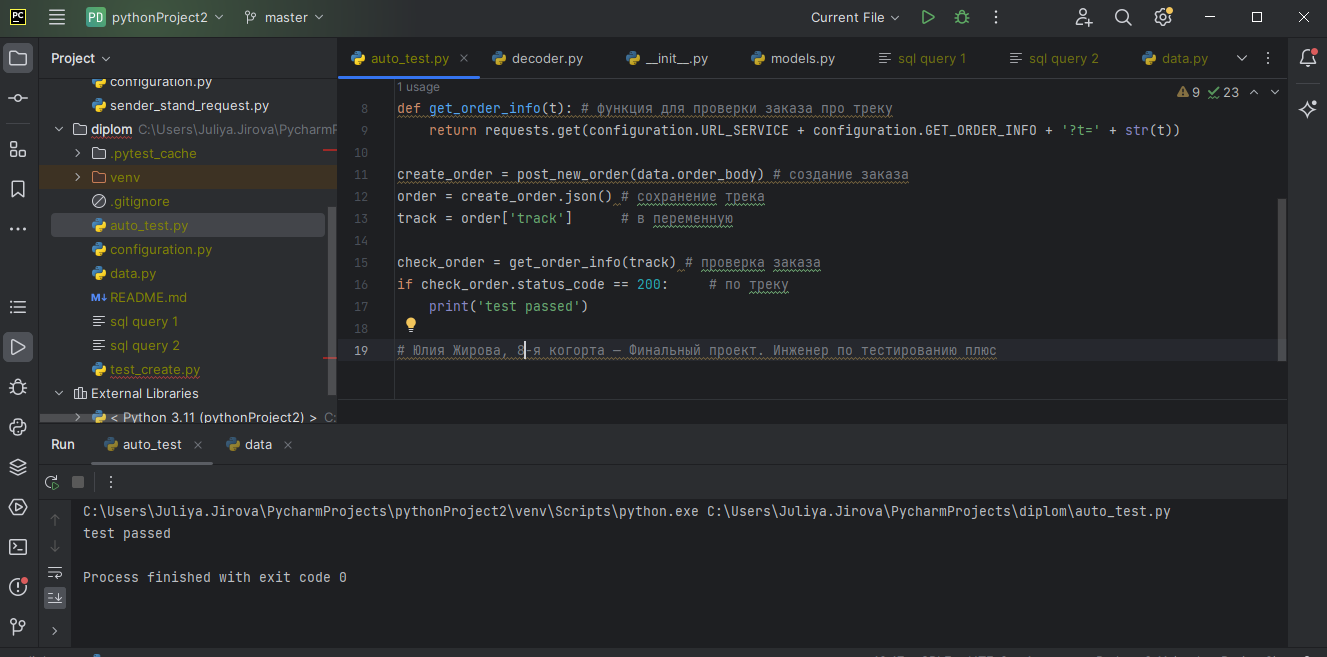 PC
PD pythonProject2 master Current File
Project
auto_test.py decoder.py __init__.py models.py sql query 1 sql query 2 data.py
configuration.py
sender_stand_request.py
diplom C:\Users\Juliya.Jirova\PycharmP
.pytest_cache
venv
.gitignore
auto_test.py
configuration.py
data.py
M↓ README.md
sql query 1
sql query 2
test_create.py
External Libraries
< Python 3.11 (pythonProject2) > C:
1 usage
9 23
8 def get_order_info(t): # функция для проверки заказа про треку
9 return requests.get(configuration.URL_SERVICE + configuration.GET_ORDER_INFO + '?t=' + str(t))
10
11 create_order = post_new_order(data.order_body) # создание заказа
12 order = create_order.json() # сохранение трека
13 track = order['track'] # в переменную
14
15 check_order = get_order_info(track) # проверка заказа
16 if check_order.status_code == 200: # по треку
17 print('test passed')
18
19 # Юлия Жирова, 8-я когорта — Финальный проект. Инженер по тестированию плюс
Run auto_test data
C:\Users\Juliya.Jirova\PycharmProjects\pythonProject2\venv\Scripts\python.exe C:\Users\Juliya.Jirova\PycharmProjects\diplom\auto_test.py
test passed
Process finished with exit code 0